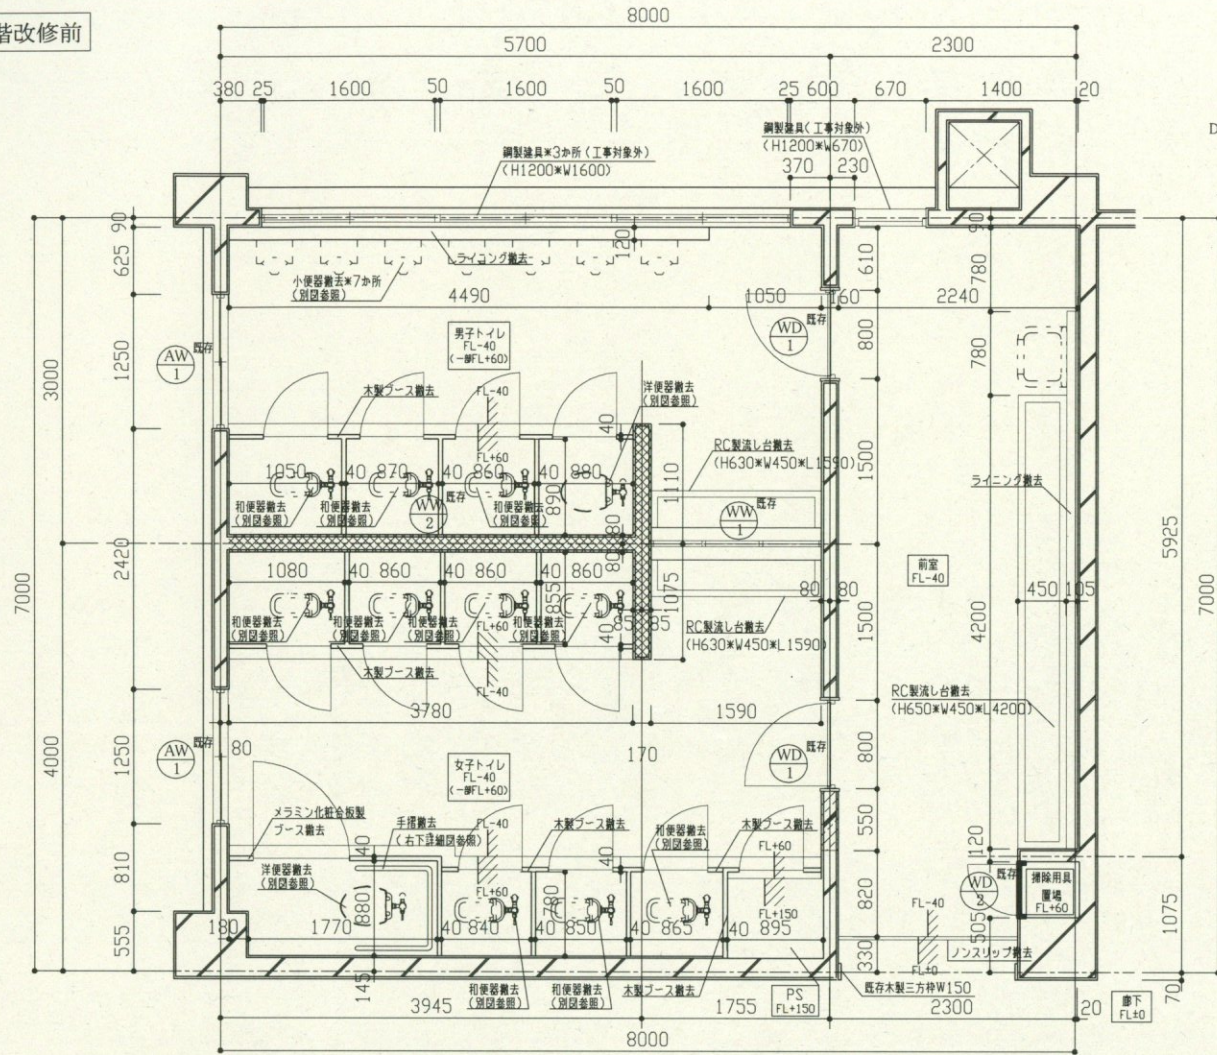 階改修前
8000
5700
2300
380 25 1600 50 1600 50 1600 25 600 670 1400 20
D
鋼製建具*3か所(工事対象外)
(H1200*W1600)
鋼製建具(工事対象外)
(H1200*W670)
370 230
120
ライニング撤去
小便器撤去*7か所
(別図参照)
4490
1050
60
2240
男子トイレ
FL-40
(一部FL+60)
WD
1
既存
AW
1
既存
木製ブース撤去
FL-40
FL+60
洋便器撤去
(別図参照)
40
1050 40 870 40 860 40 880
890
和便器撤去
(別図参照)
和便器撤去
(別図参照)
和便器撤去
(別図参照)
WW
2
既存
1110
RC製流し台撤去
(H630*W450*L1590)
WW
1
既存
80
80
1080 40 860 40 860 40 860
855
40
85 85
1075
80 80
和便器撤去
(別図参照)
和便器撤去
(別図参照)
和便器撤去
(別図参照)
FL+60
FL-40
木製ブース撤去
RC製流し台撤去
(H630*W450*L1590)
3780
170
1590
80
女子トイレ
FL-40
(一部FL+60)
WD
1
既存
AW
1
既存
メラミン化粧合板製
ブース撤去
手摺撤去
(右下詳細図参照)
FL-40
FL+60
木製ブース撤去
和便器撤去
(別図参照)
木製ブース撤去
FL+60
FL+150
洋便器撤去
(別図参照)
40
880
40
780
180 1770 40 840 40 850 40 865 40 895
145
和便器撤去
(別図参照)
和便器撤去
(別図参照)
木製ブース撤去
PS
FL+150
既存木製三方枠W150
3945
1755
2300
20
8000
廊下
FL±0
90
625
1250
2420
1250
810
555
3000
4000
7000
610
800
1500
1500
800
550
820
330
90
780
780
4200
120
505
前室
FL-40
450 105
ライニング撤去
RC製流し台撤去
(H650*W450*L4200)
WD
2
既存
掃除用具
置場
FL+60
FL-40
FL±0
ノンスリップ撤去
5925
1075
70
7000